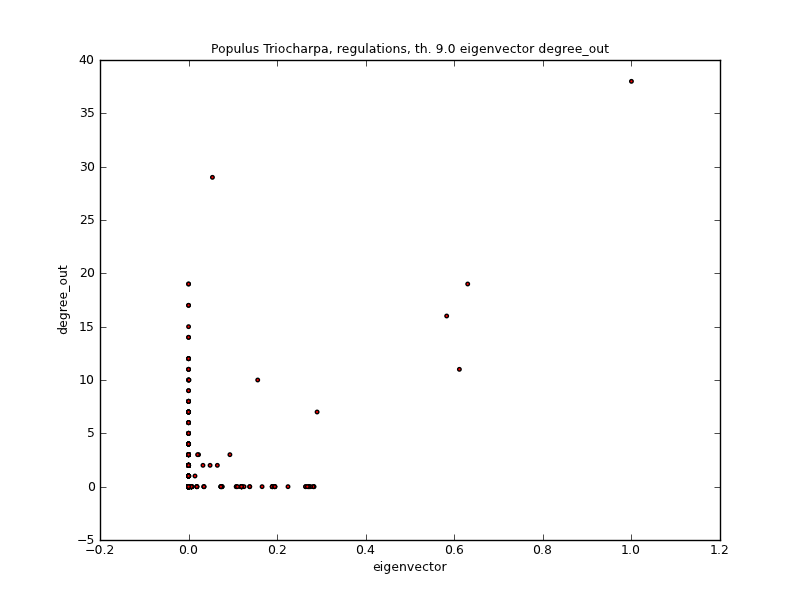 Populus Triocharpa, regulations, th. 9.0 eigenvector degree_out
40
35
30
25
20
15
10
5
0
−5
degree_out
−0.2 0.0 0.2 0.4 0.6 0.8 1.0 1.2
eigenvector